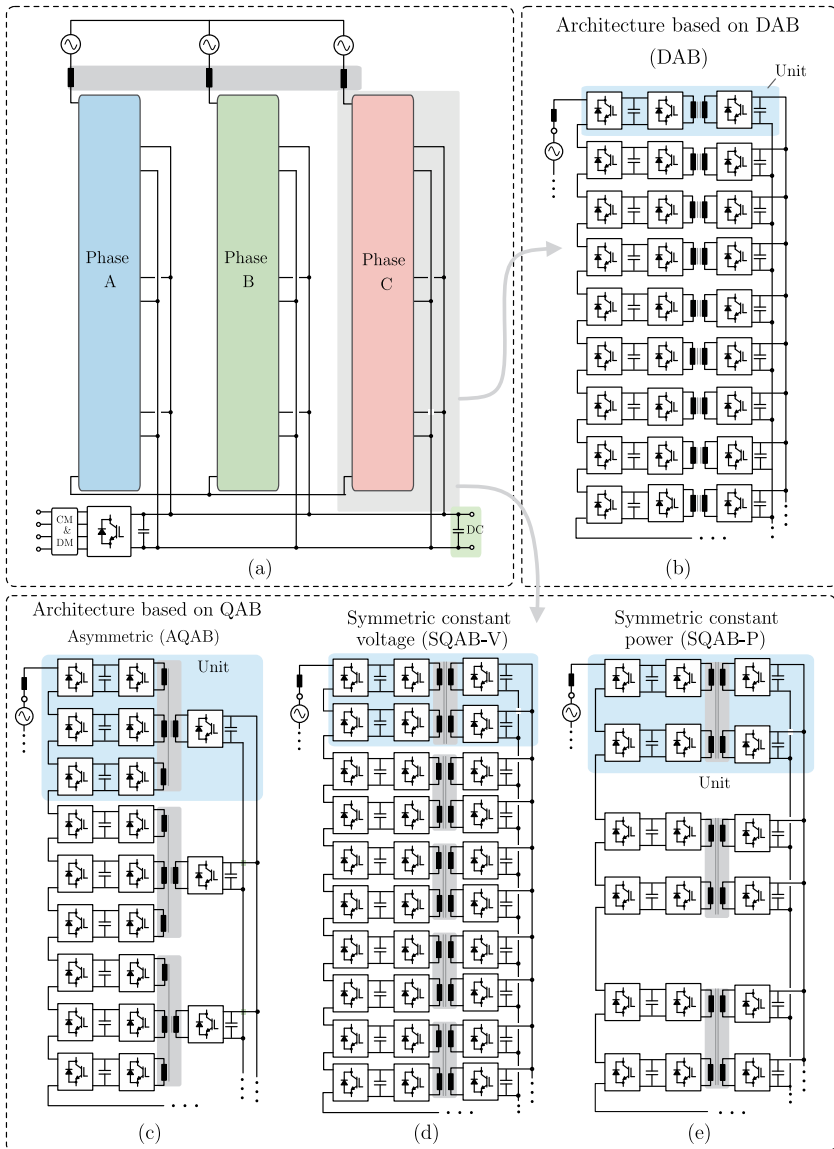 Phase
A
Phase
B
Phase
C
CM
&
DM
DC
(a)
Architecture based on DAB
(DAB)
Unit
(b)
Architecture based on QAB
Asymmetric (AQAB)
Unit
(c)
Symmetric constant
voltage (SQAB-V)
(d)
Symmetric constant
power (SQAB-P)
Unit
(e)